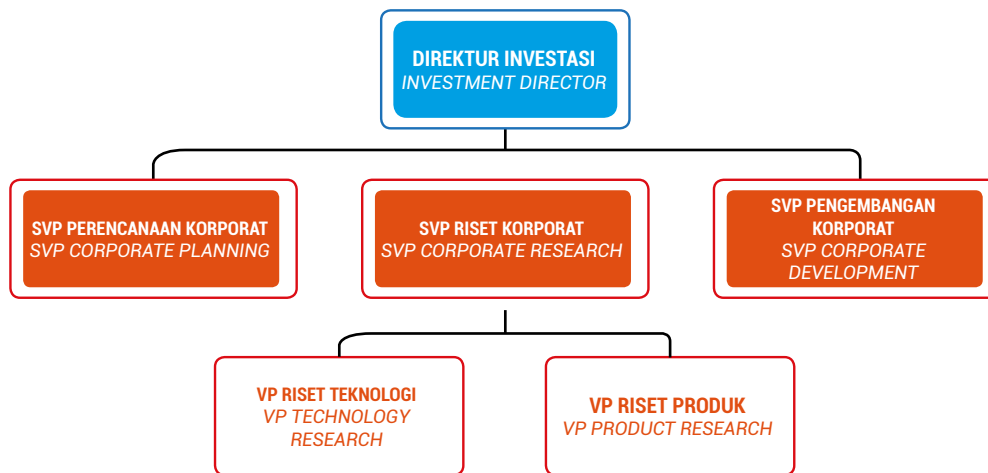 DIREKTUR INVESTASI
INVESTMENT DIRECTOR
SVP PERENCANAAN KORPORAT
SVP CORPORATE PLANNING
SVP RISET KORPORAT
SVP CORPORATE RESEARCH
SVP PENGEMBANGAN
KORPORAT
SVP CORPORATE
DEVELOPMENT
VP RISET TEKNOLOGI
VP TECHNOLOGY
RESEARCH
VP RISET PRODUK
VP PRODUCT RESEARCH